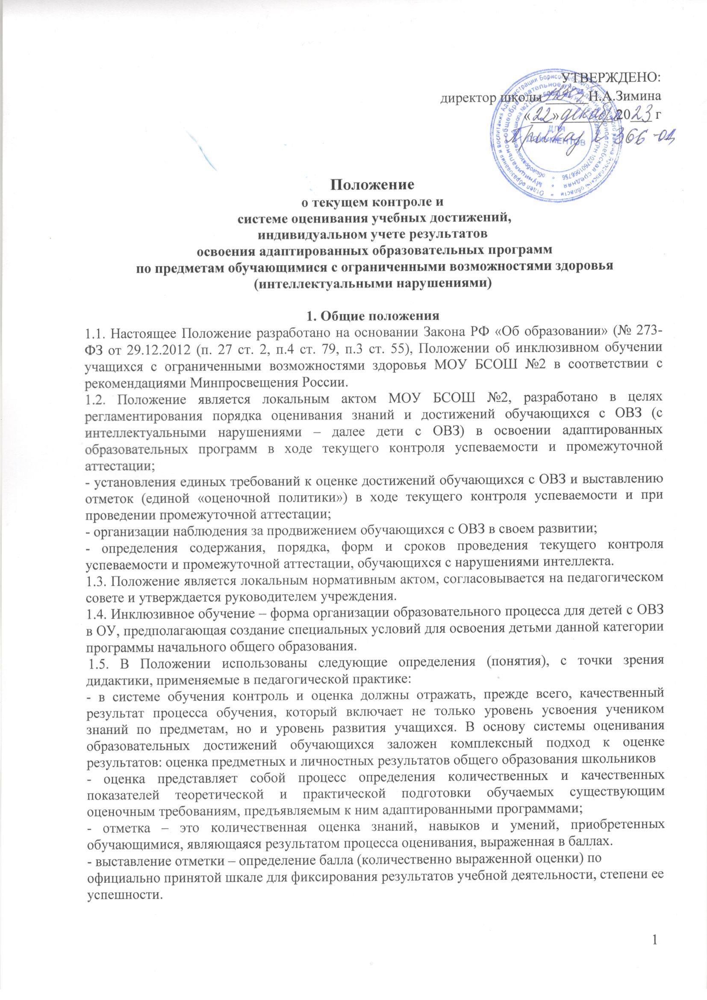 УТВЕРЖДЕНО:
директор школы ______Н.А.Зимина
«22» декабря 2023 г
Приказ № 366-01
ДЛЯ
ДОКУМЕНТОВ
Положение
о текущем контроле и
системе оценивания учебных достижений,
индивидуальном учете результатов
освоения адаптированных образовательных программ
по предметам обучающимися с ограниченными возможностями здоровья
(интеллектуальными нарушениями)
1. Общие положения
1.1. Настоящее Положение разработано на основании Закона РФ «Об образовании» (№ 273-
ФЗ от 29.12.2012 (п. 27 ст. 2, п.4 ст. 79, п.3 ст. 55), Положении об инклюзивном обучении
учащихся с ограниченными возможностями здоровья МОУ БСОШ №2 в соответствии с
рекомендациями Минпросвещения России.
1.2. Положение является локальным актом МОУ БСОШ №2, разработано в целях
регламентирования порядка оценивания знаний и достижений обучающихся с ОВЗ (с
интеллектуальными нарушениями – далее дети с ОВЗ) в освоении адаптированных
образовательных программ в ходе текущего контроля успеваемости и промежуточной
аттестации;
- установления единых требований к оценке достижений обучающихся с ОВЗ и выставлению
отметок (единой «оценочной политики») в ходе текущего контроля успеваемости и при
проведении промежуточной аттестации;
- организации наблюдения за продвижением обучающихся с ОВЗ в своем развитии;
- определения содержания, порядка, форм и сроков проведения текущего контроля
успеваемости и промежуточной аттестации, обучающихся с нарушениями интеллекта.
1.3. Положение является локальным нормативным актом, согласовывается на педагогическом
совете и утверждается руководителем учреждения.
1.4. Инклюзивное обучение – форма организации образовательного процесса для детей с ОВЗ
в ОУ, предполагающая создание специальных условий для освоения детьми данной категории
программы начального общего образования.
1.5. В Положении использованы следующие определения (понятия), с точки зрения
дидактики, применяемые в педагогической практике:
- в системе обучения контроль и оценка должны отражать, прежде всего, качественный
результат процесса обучения, который включает не только уровень усвоения учеником
знаний по предметам, но и уровень развития учащихся. В основу системы оценивания
образовательных достижений обучающихся заложен комплексный подход к оценке
результатов: оценка предметных и личностных результатов общего образования школьников
- оценка представляет собой процесс определения количественных и качественных
показателей теоретической и практической подготовки обучаемых существующим
оценочным требованиям, предъявляемым к ним адаптированными программами;
- отметка – это количественная оценка знаний, навыков и умений, приобретенных
обучающимися, являющаяся результатом процесса оценивания, выраженная в баллах.
- выставление отметки – определение балла (количественно выраженной оценки) по
официально принятой шкале для фиксирования результатов учебной деятельности, степени ее
успешности.
1